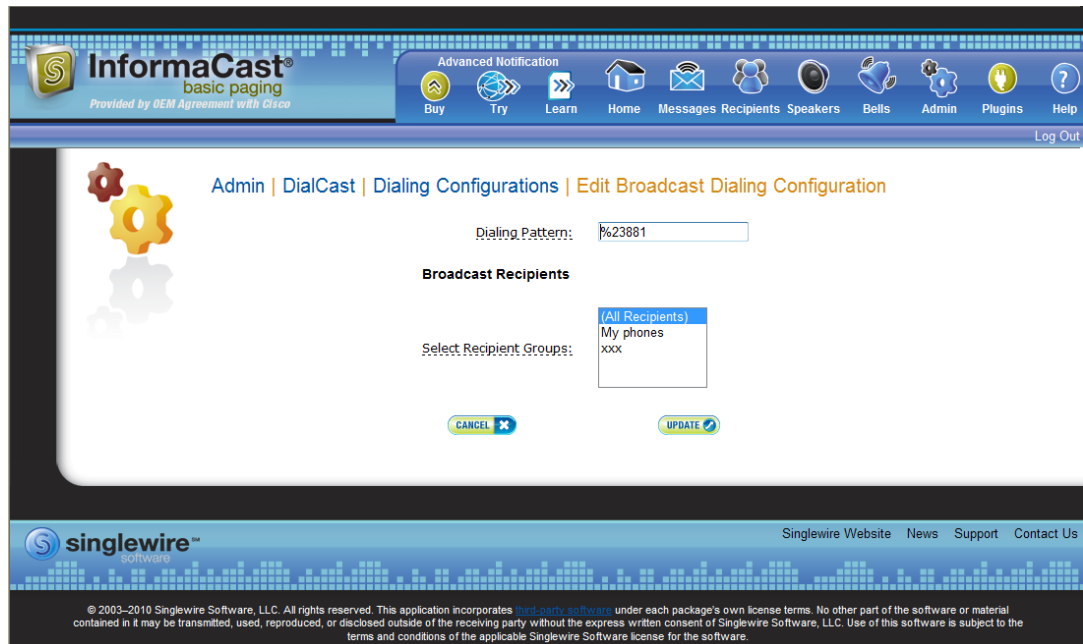 InformaCast®
basic paging
Provided by OEM Agreement with Cisco
Advanced Notification
Buy Try Learn Home Messages Recipients Speakers Bells Admin Plugins Help
Log Out
Admin | DialCast | Dialing Configurations | Edit Broadcast Dialing Configuration
Dialing Pattern: %23881
Broadcast Recipients
Select Recipient Groups:
(All Recipients)
My phones
xxx
CANCEL
UPDATE
singlewire℠
software
Singlewire Website News Support Contact Us
© 2003–2010 Singlewire Software, LLC. All rights reserved. This application incorporates third-party software under each package's own license terms. No other part of the software or material
contained in it may be transmitted, used, reproduced, or disclosed outside of the receiving party without the express written consent of Singlewire Software, LLC. Use of this software is subject to the
terms and conditions of the applicable Singlewire Software license for the software.